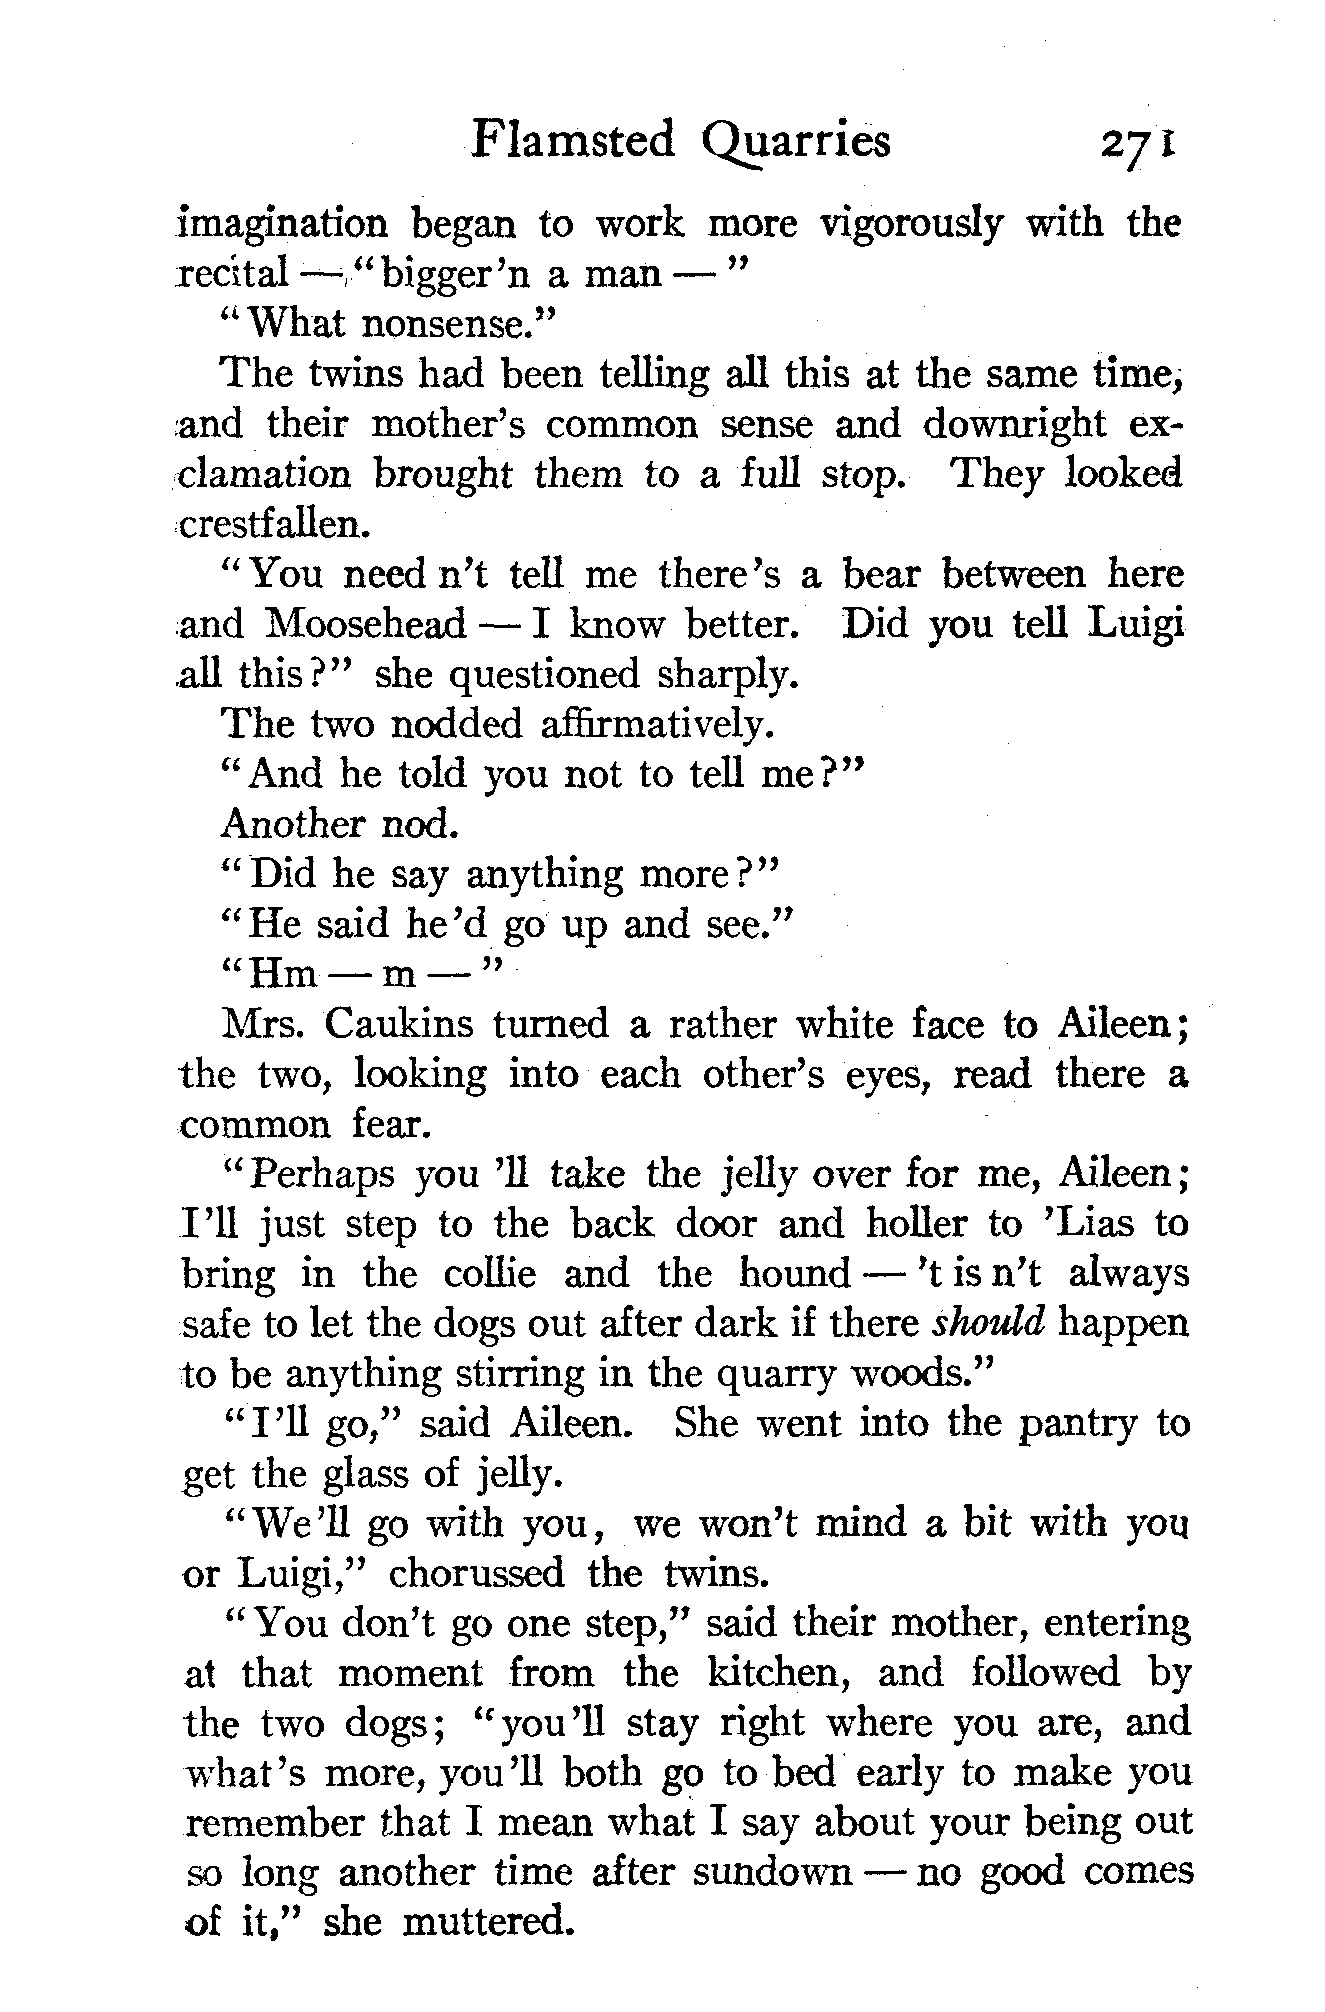 Flamsted Quarries 271
imagination began to work more vigorously with the
recital — "bigger'n a man — "
"What nonsense."
The twins had been telling all this at the same time,
and their mother's common sense and downright ex-
clamation brought them to a full stop. They looked
crestfallen.
"You need n't tell me there's a bear between here
and Moosehead — I know better. Did you tell Luigi
all this?" she questioned sharply.
The two nodded affirmatively.
"And he told you not to tell me?"
Another nod.
"Did he say anything more?"
"He said he'd go up and see."
"Hm — m — "
Mrs. Caukins turned a rather white face to Aileen;
the two, looking into each other's eyes, read there a
common fear.
"Perhaps you 'll take the jelly over for me, Aileen;
I'll just step to the back door and holler to 'Lias to
bring in the collie and the hound — 't is n't always
safe to let the dogs out after dark if there should happen
to be anything stirring in the quarry woods."
"I'll go," said Aileen. She went into the pantry to
get the glass of jelly.
"We'll go with you, we won't mind a bit with you
or Luigi," chorussed the twins.
"You don't go one step," said their mother, entering
at that moment from the kitchen, and followed by
the two dogs; "you'll stay right where you are, and
what's more, you'll both go to bed early to make you
remember that I mean what I say about your being out
so long another time after sundown — no good comes
of it," she muttered.